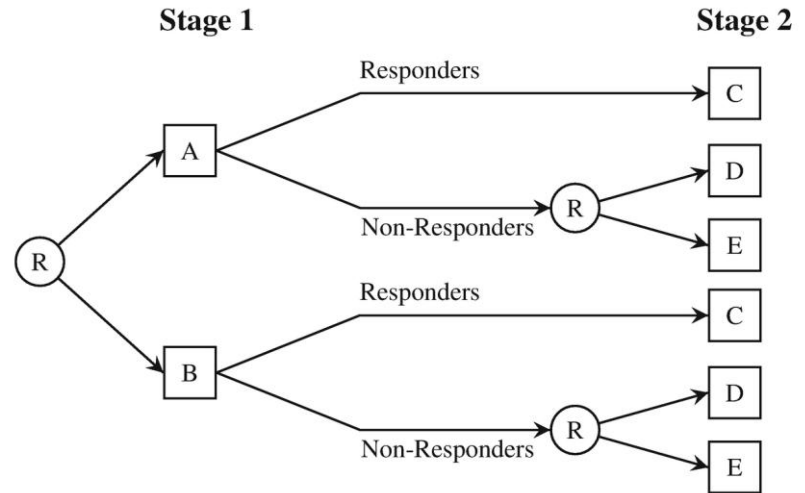 Stage 1
Stage 2
Responders
C
A
D
R
Non-Responders
E
R
Responders
C
B
D
R
Non-Responders
E